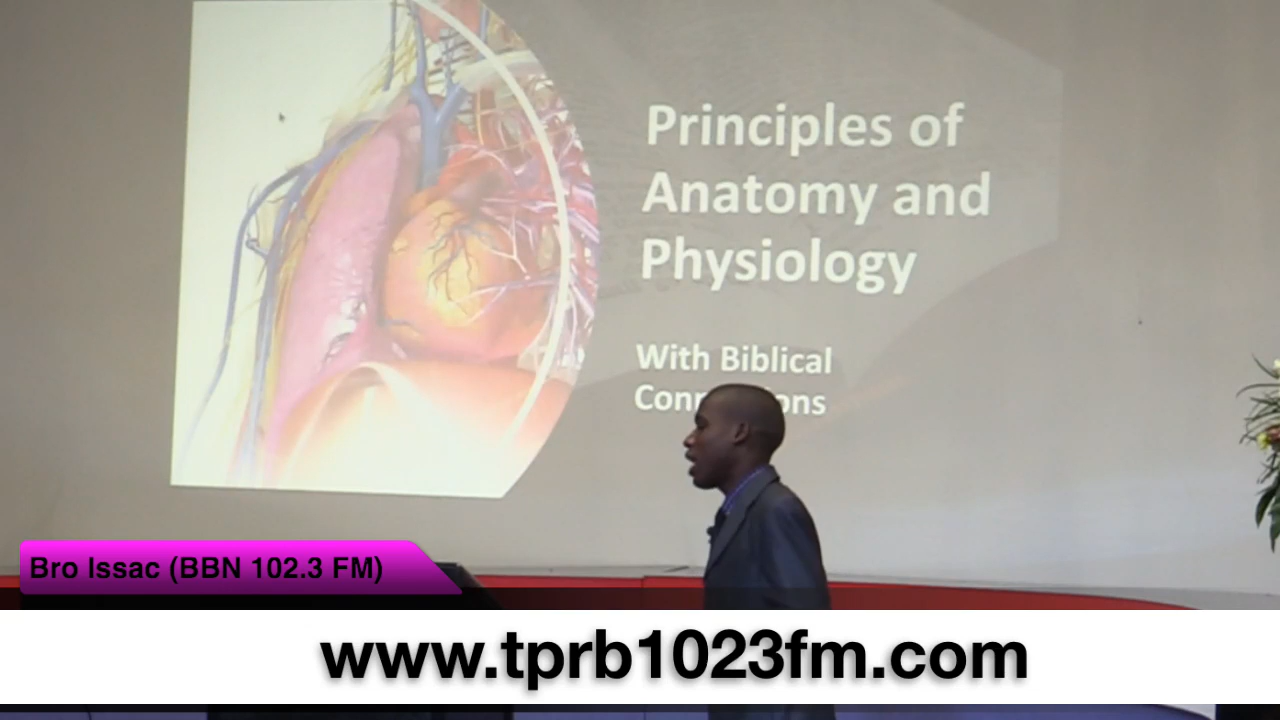 Principles of
Anatomy and
Physiology
With Biblical
Bro Issac (BBN 102.3 FM)
www.tprb1023fm.com